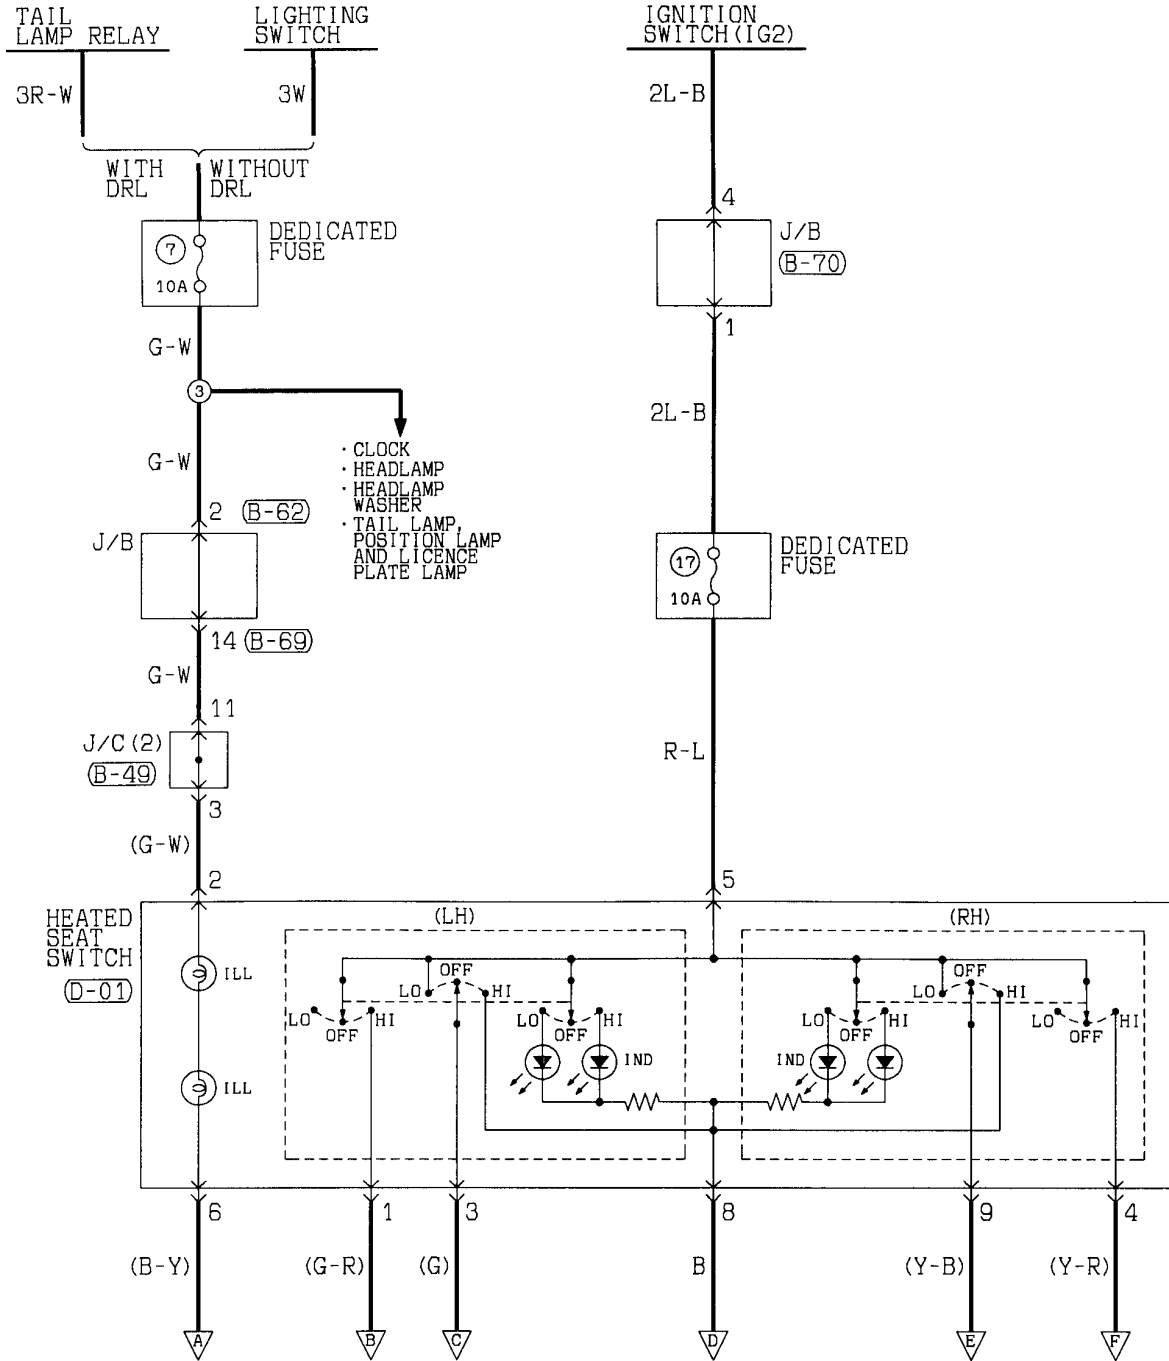 TAIL
LAMP RELAY
LIGHTING
SWITCH
IGNITION
SWITCH(IG2)
3R-W
3W
2L-B
WITH
DRL
WITHOUT
DRL
4
7
10A
DEDICATED
FUSE
J/B
B-70
1
G-W
3
2L-B
G-W
· CLOCK
· HEADLAMP
· HEADLAMP
WASHER
· TAIL LAMP,
POSITION LAMP
AND LICENCE
PLATE LAMP
2
B-62
J/B
17
10A
DEDICATED
FUSE
14
B-69
G-W
11
J/C(2)
B-49
R-L
3
(G-W)
2
5
HEATED
SEAT
SWITCH
D-01
(LH)
(RH)
ILL
LO
OFF
HI
LO
OFF
HI
LO
OFF
HI
IND
LO
OFF
HI
IND
LO
OFF
HI
LO
OFF
HI
ILL
6
1
3
8
9
4
(B-Y)
(G-R)
(G)
B
(Y-B)
(Y-R)
A
B
C
D
E
F